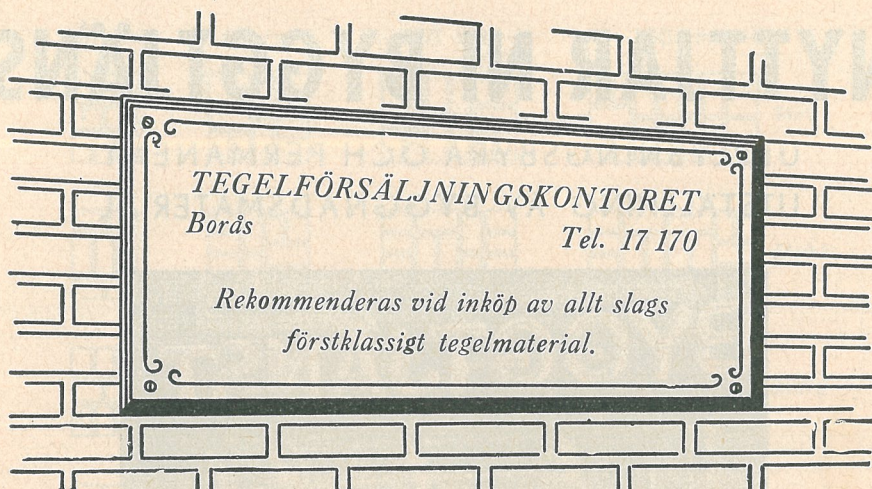 TEGELFÖRSÄLJNINGSKONTORET
Borås
Tel. 17 170
Rekommenderas vid inköp av allt slags
förstklassigt tegelmaterial.